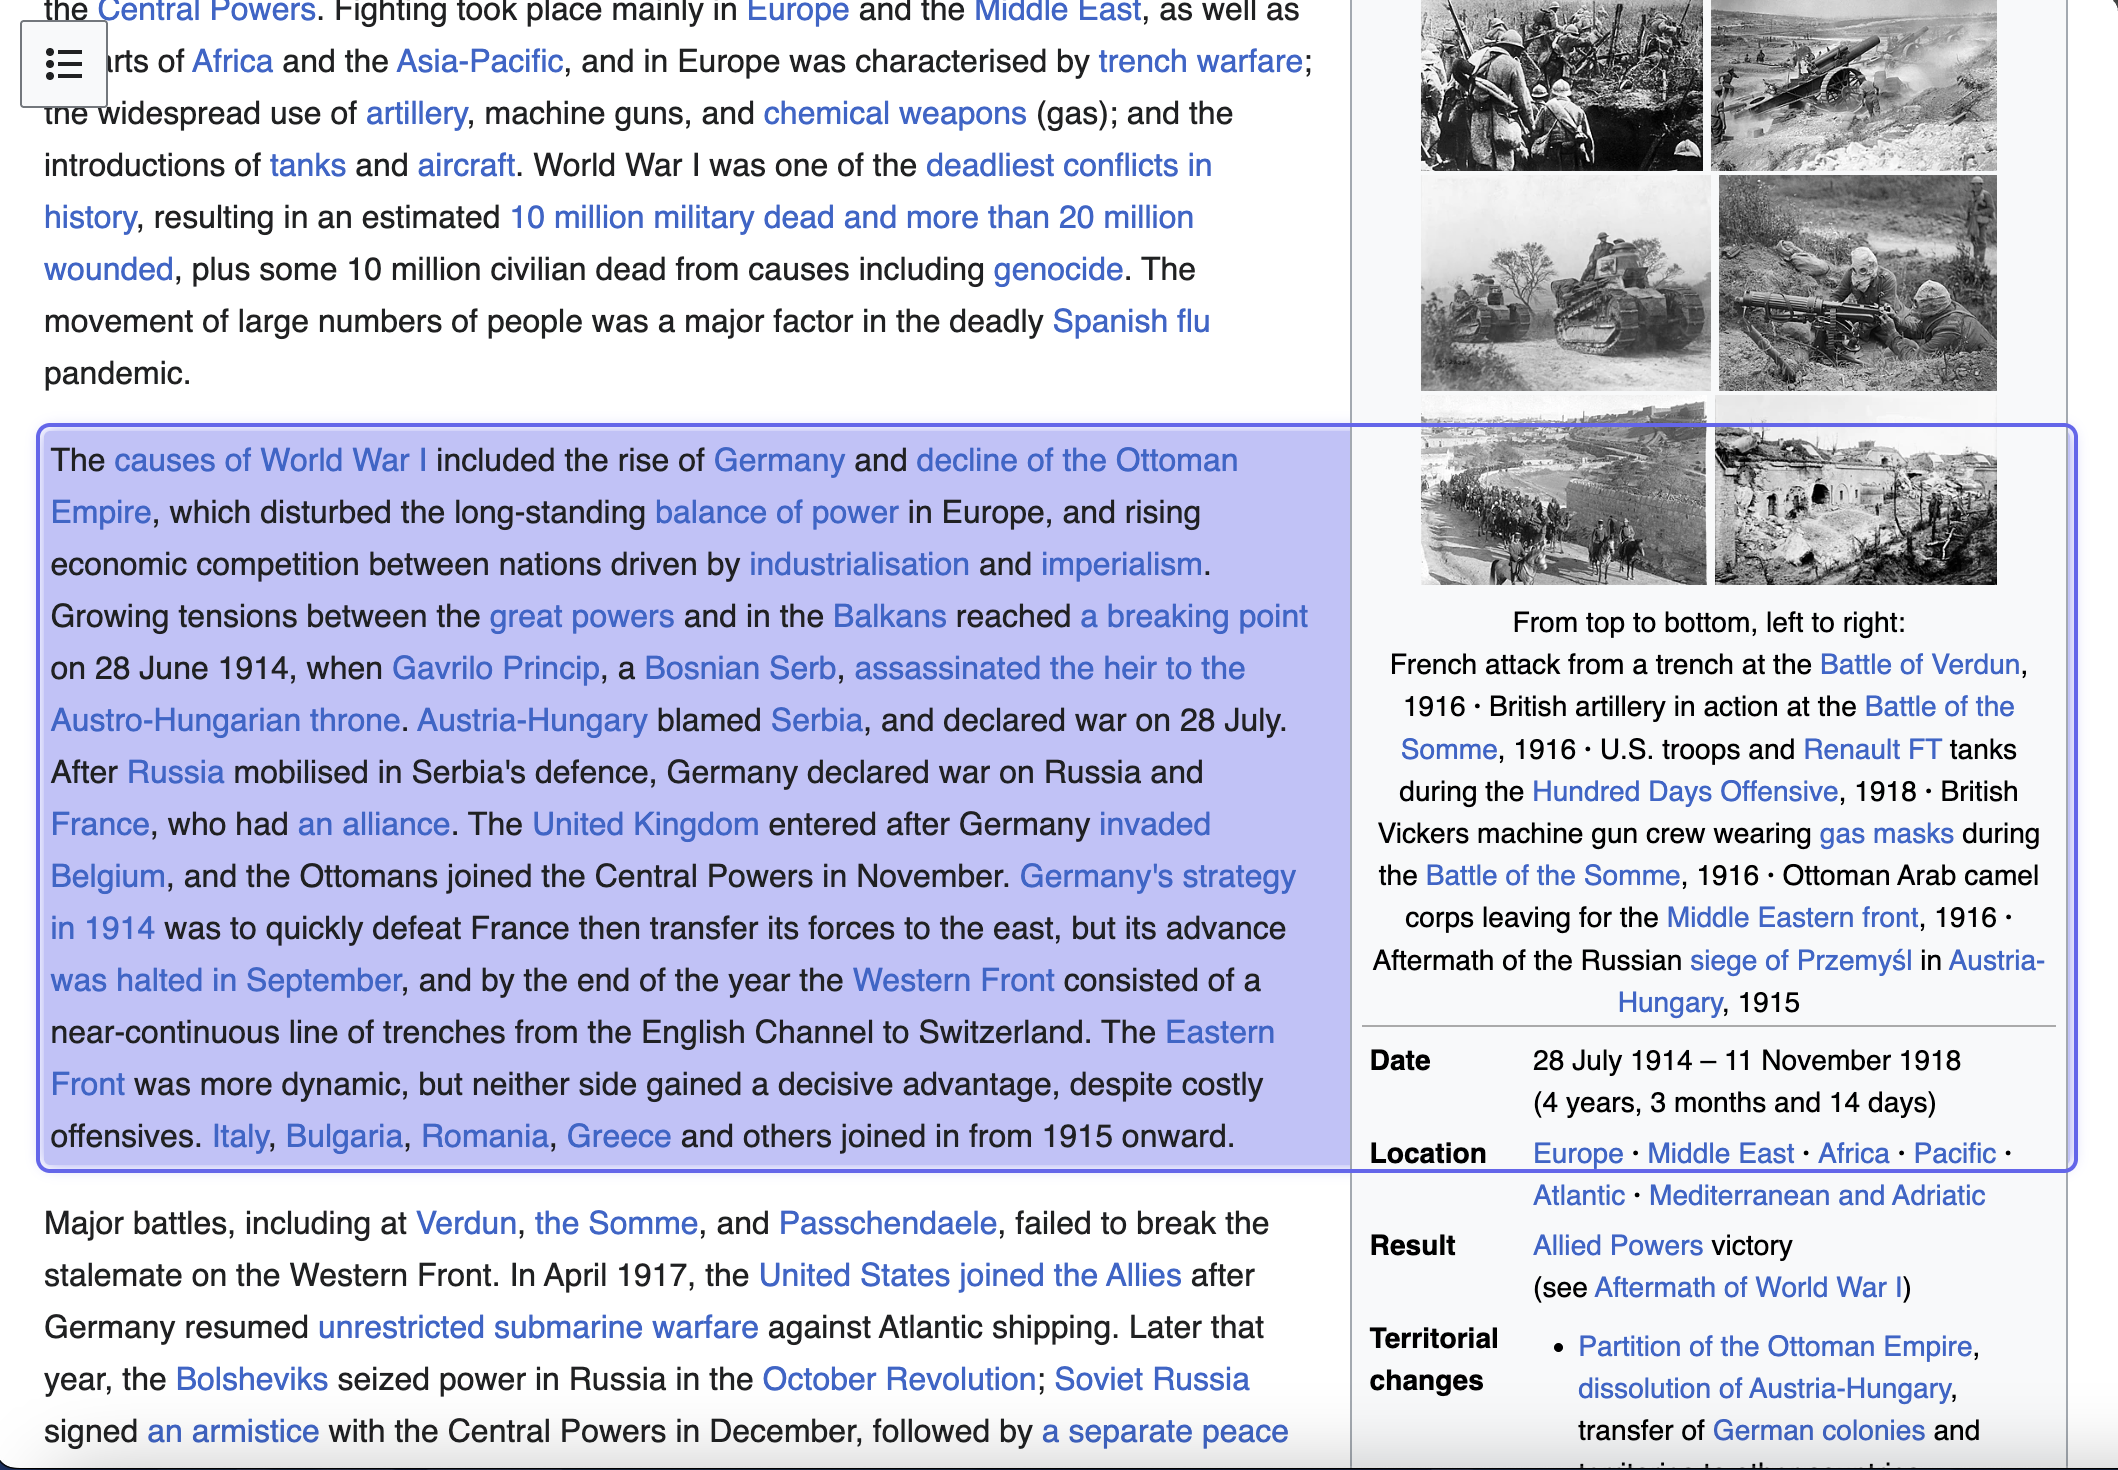 the Central Powers. Fighting took place mainly in Europe and the Middle East, as well as
arts of Africa and the Asia-Pacific, and in Europe was characterised by trench warfare;
the widespread use of artillery, machine guns, and chemical weapons (gas); and the
introductions of tanks and aircraft. World War I was one of the deadliest conflicts in
history, resulting in an estimated 10 million military dead and more than 20 million
wounded, plus some 10 million civilian dead from causes including genocide. The
movement of large numbers of people was a major factor in the deadly Spanish flu
pandemic.
The causes of World War I included the rise of Germany and decline of the Ottoman
Empire, which disturbed the long-standing balance of power in Europe, and rising
economic competition between nations driven by industrialisation and imperialism.
Growing tensions between the great powers and in the Balkans reached a breaking point
on 28 June 1914, when Gavrilo Princip, a Bosnian Serb, assassinated the heir to the
Austro-Hungarian throne. Austria-Hungary blamed Serbia, and declared war on 28 July.
After Russia mobilised in Serbia's defence, Germany declared war on Russia and
France, who had an alliance. The United Kingdom entered after Germany invaded
Belgium, and the Ottomans joined the Central Powers in November. Germany's strategy
in 1914 was to quickly defeat France then transfer its forces to the east, but its advance
was halted in September, and by the end of the year the Western Front consisted of a
near-continuous line of trenches from the English Channel to Switzerland. The Eastern
Front was more dynamic, but neither side gained a decisive advantage, despite costly
offensives. Italy, Bulgaria, Romania, Greece and others joined in from 1915 onward.
Major battles, including at Verdun, the Somme, and Passchendaele, failed to break the
stalemate on the Western Front. In April 1917, the United States joined the Allies after
Germany resumed unrestricted submarine warfare against Atlantic shipping. Later that
year, the Bolsheviks seized power in Russia in the October Revolution; Soviet Russia
signed an armistice with the Central Powers in December, followed by a separate peace
From top to bottom, left to right:
French attack from a trench at the Battle of Verdun,
1916 · British artillery in action at the Battle of the
Somme, 1916 · U.S. troops and Renault FT tanks
during the Hundred Days Offensive, 1918 · British
Vickers machine gun crew wearing gas masks during
the Battle of the Somme, 1916 · Ottoman Arab camel
corps leaving for the Middle Eastern front, 1916 ·
Aftermath of the Russian siege of Przemyśl in Austria-
Hungary, 1915
Date 28 July 1914 – 11 November 1918
(4 years, 3 months and 14 days)
Location Europe · Middle East · Africa · Pacific ·
Atlantic · Mediterranean and Adriatic
Result Allied Powers victory
(see Aftermath of World War I)
Territorial changes
• Partition of the Ottoman Empire,
dissolution of Austria-Hungary,
transfer of German colonies and